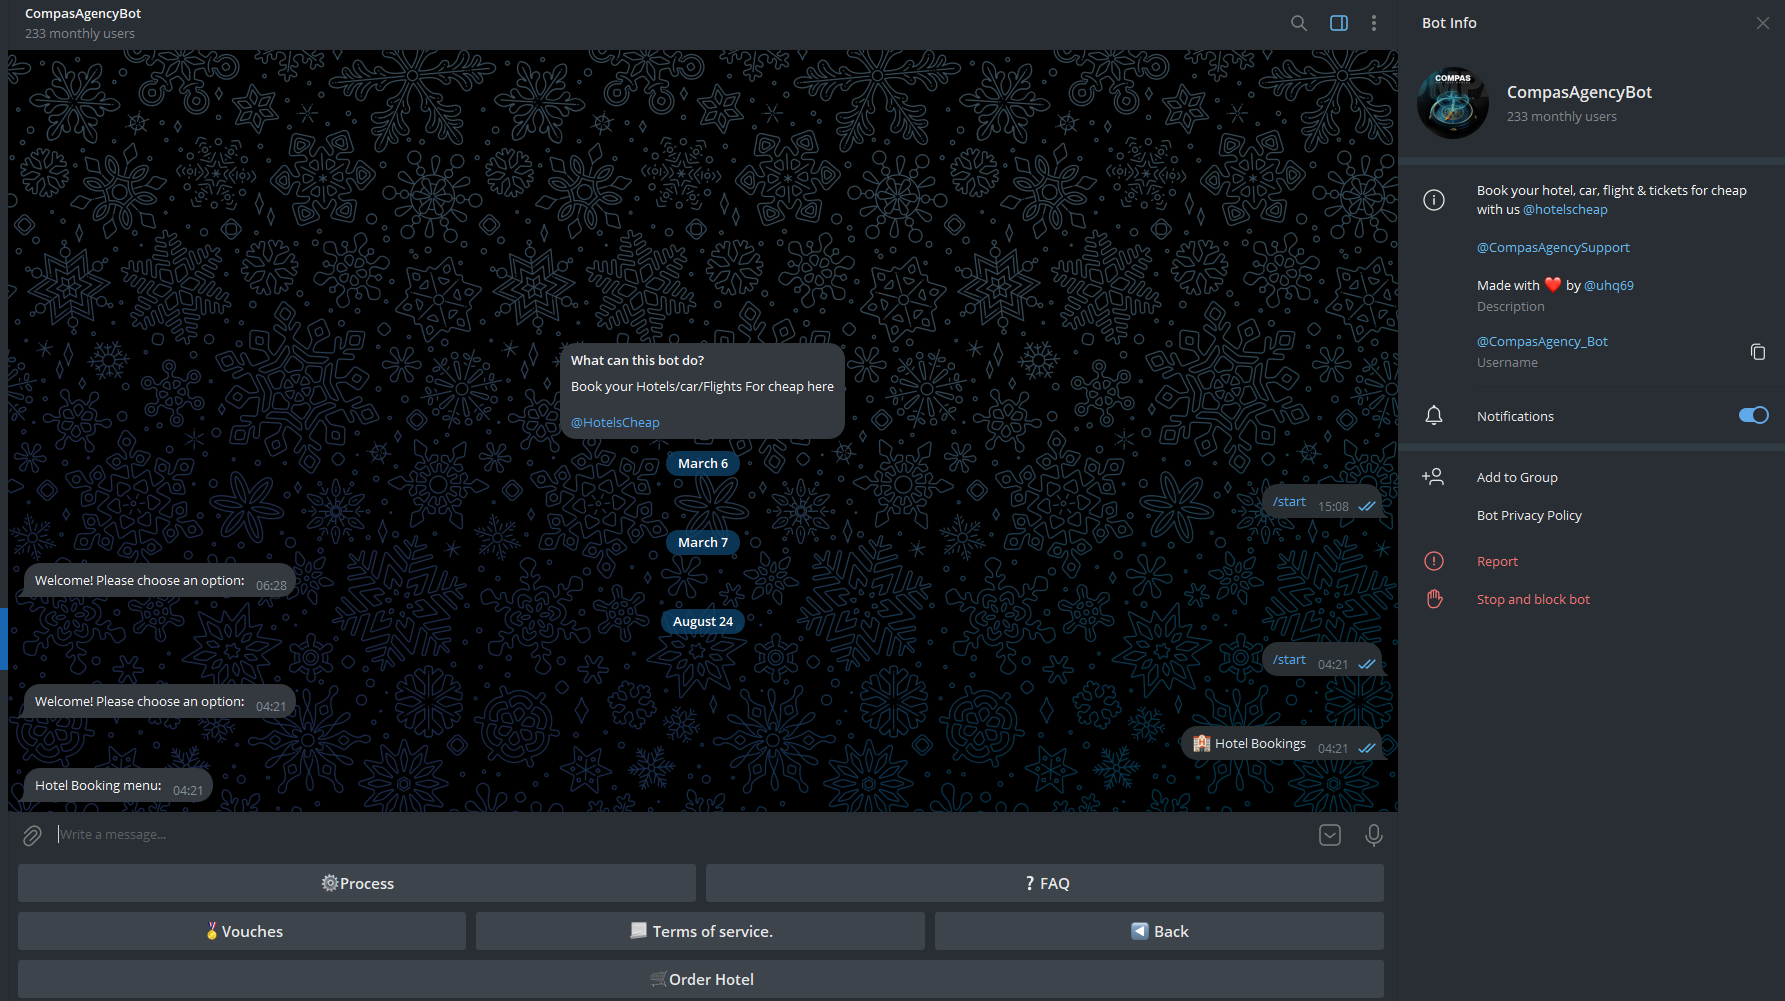 CompasAgencyBot
233 monthly users
What can this bot do?
Book your Hotels/car/Flights For cheap here
@HotelsCheap
March 6
/start 15:08
March 7
Welcome! Please choose an option: 06:28
August 24
/start 04:21
Welcome! Please choose an option: 04:21
🏨 Hotel Bookings 04:21
Hotel Booking menu: 04:21
Write a message...
⚙️Process
❔ FAQ
🏅Vouches
📃 Terms of service.
◀️ Back
🛒Order Hotel
Bot Info
COMPAS
CompasAgencyBot
233 monthly users
Book your hotel, car, flight & tickets for cheap
with us @hotelscheap
@CompasAgencySupport
Made with ❤️ by @uhq69
Description
@CompasAgency_Bot
Username
Notifications
Add to Group
Bot Privacy Policy
Report
Stop and block bot